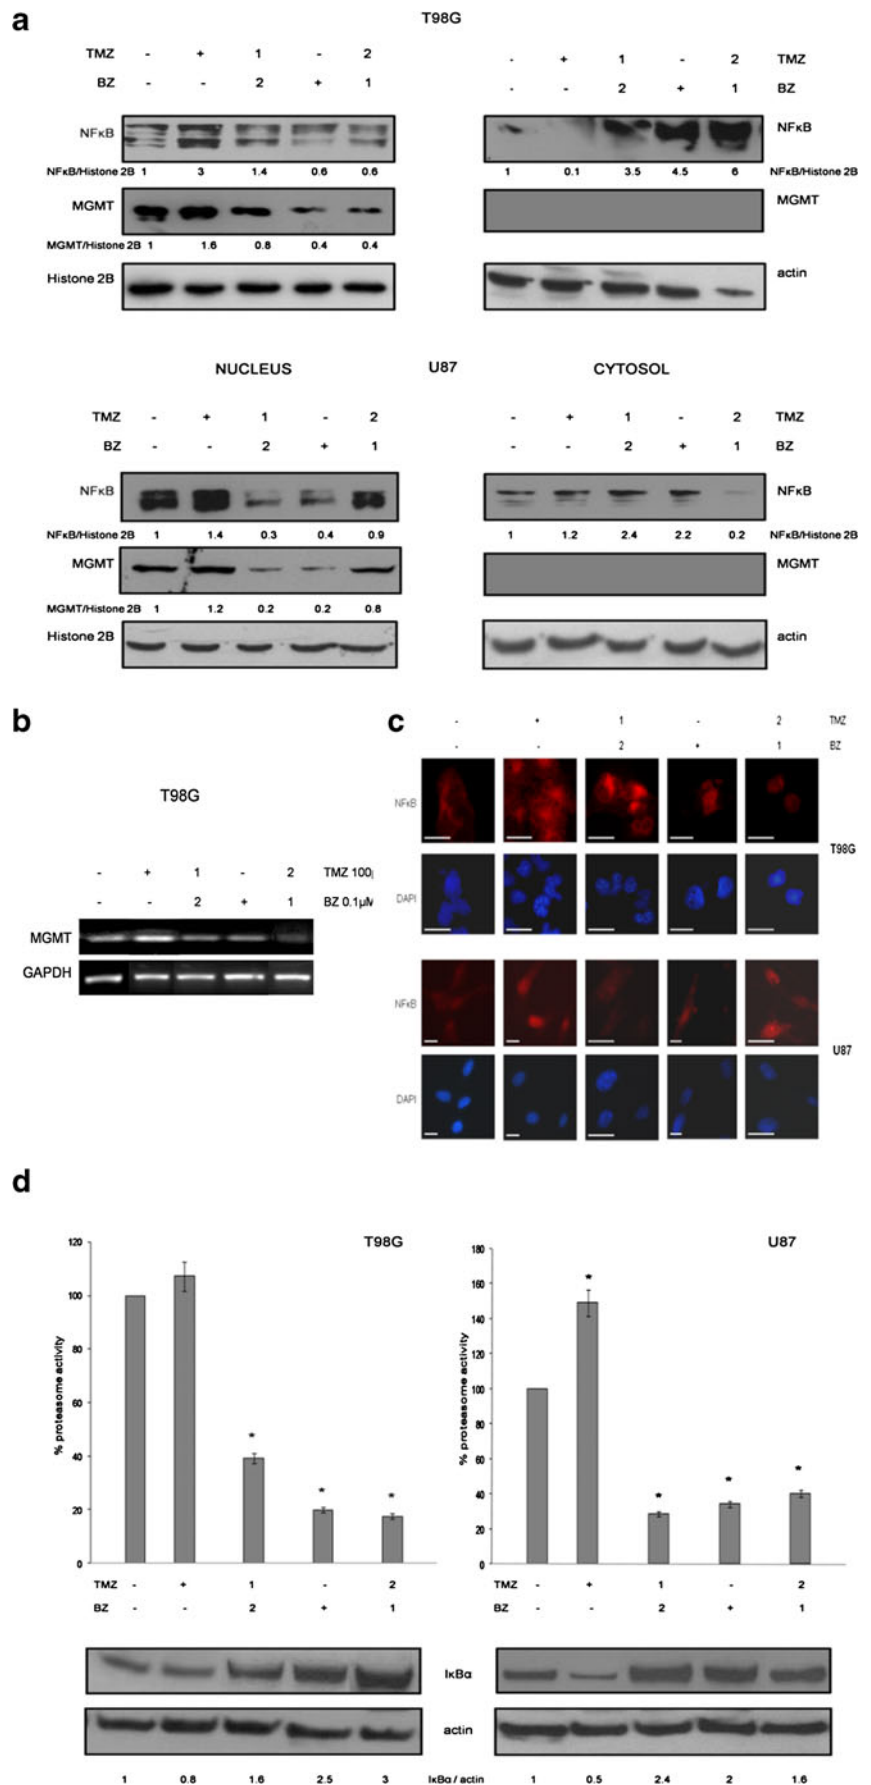 a
T98G
TMZ - + 1 - 2
BZ - - 2 + 1
NFκB
NFκB/Histone 2B 1 3 1.4 0.6 0.6
MGMT
MGMT/Histone 2B 1 1.6 0.8 0.4 0.4
Histone 2B
- + 1 - 2 TMZ
- - 2 + 1 BZ
NFκB
1 0.1 3.5 4.5 6 NFκB/Histone 2B
MGMT
actin
NUCLEUS U87 CYTOSOL
TMZ - + 1 - 2
BZ - - 2 + 1
NFκB
NFκB/Histone 2B 1 1.4 0.3 0.4 0.9
MGMT
MGMT/Histone 2B 1 1.2 0.2 0.2 0.8
Histone 2B
- + 1 - 2 TMZ
- - 2 + 1 BZ
NFκB
1 1.2 2.4 2.2 0.2 NFκB/Histone 2B
MGMT
actin
b
T98G
- + 1 - 2 TMZ 100
- - 2 + 1 BZ 0.1μM
MGMT
GAPDH
c
- + 1 - 2 TMZ
- - 2 + 1 BZ
NFκB
T98G
DAPI
NFκB
U87
DAPI
d
T98G
% proteasome activity
120
100
80
60
40
20
0
* * *
TMZ - + 1 - 2
BZ - - 2 + 1
U87
% proteasome activity
180
160
140
120
100
80
60
40
20
0
* * * *
TMZ - + 1 - 2
BZ - - 2 + 1
IκBα
actin
1 0.8 1.6 2.5 3 IκBα / actin 1 0.5 2.4 2 1.6